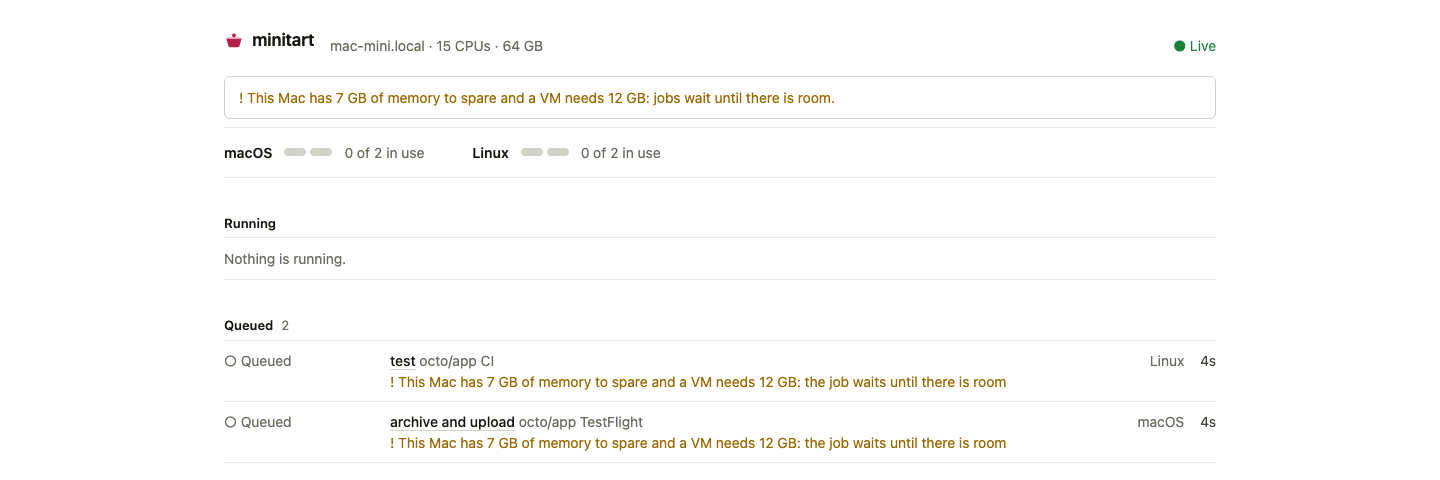 minitart mac-mini.local · 15 CPUs · 64 GB Live
! This Mac has 7 GB of memory to spare and a VM needs 12 GB: jobs wait until there is room.
macOS 0 of 2 in use Linux 0 of 2 in use
Running
Nothing is running.
Queued 2
Queued test octo/app CI Linux 4s
! This Mac has 7 GB of memory to spare and a VM needs 12 GB: the job waits until there is room
Queued archive and upload octo/app TestFlight macOS 4s
! This Mac has 7 GB of memory to spare and a VM needs 12 GB: the job waits until there is room